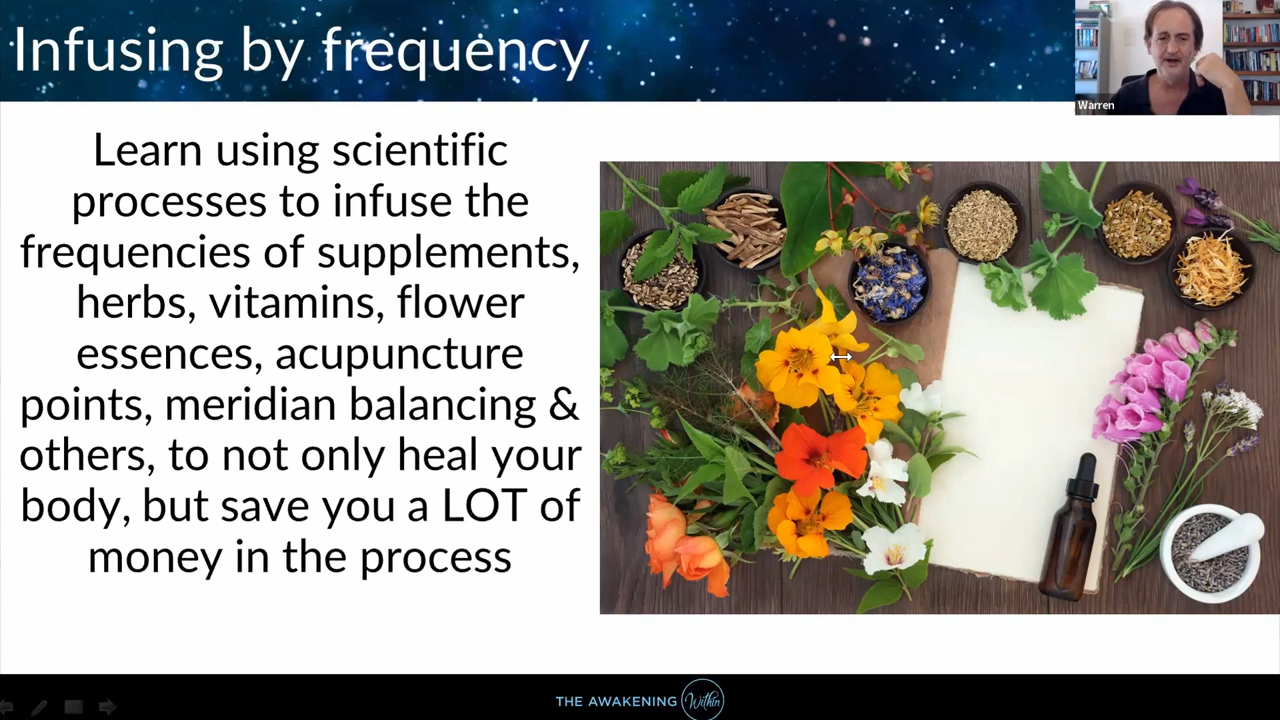 Infusing by frequency
Warren
Learn using scientific
processes to infuse the
frequencies of supplements,
herbs, vitamins, flower
essences, acupuncture
points, meridian balancing &
others, to not only heal your
body, but save you a LOT of
money in the process
THE AWAKENING Within